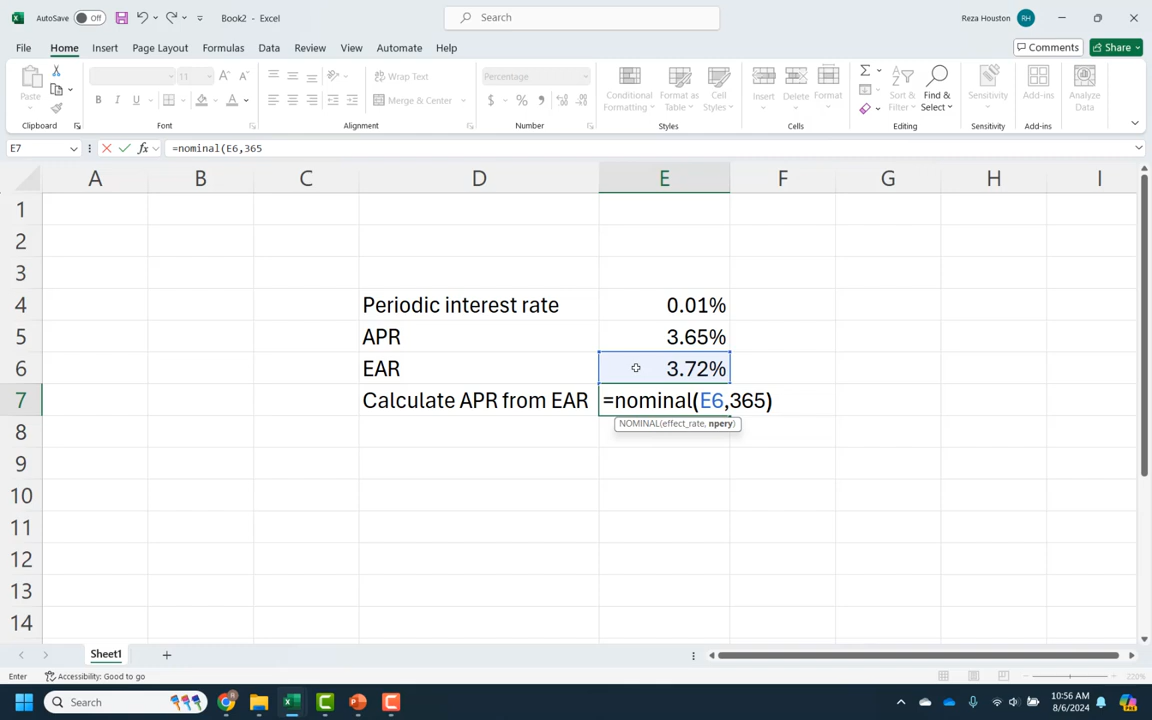 AutoSave Off Book2 - Excel Search Reza Houston RH
File Home Insert Page Layout Formulas Data Review View Automate Help Comments Share
Paste 11 A A Wrap Text Percentage Conditional Formatting Format as Table Cell Styles Insert Delete Format Sort & Filter Find & Select Sensitivity Add-ins Analyze Data
B I U A Merge & Center $ % 9
Clipboard Font Alignment Number Styles Cells Editing Sensitivity Add-ins
E7 fx =nominal(E6,365
A B C D E F G H I
1
2
3
4 Periodic interest rate 0.01%
5 APR 3.65%
6 EAR 3.72%
7 Calculate APR from EAR =nominal(E6,365)
NOMINAL(effect_rate, npery)
8
9
10
11
12
13
14
Sheet1
Enter Accessibility: Good to go 220%
Search 10:56 AM
8/6/2024